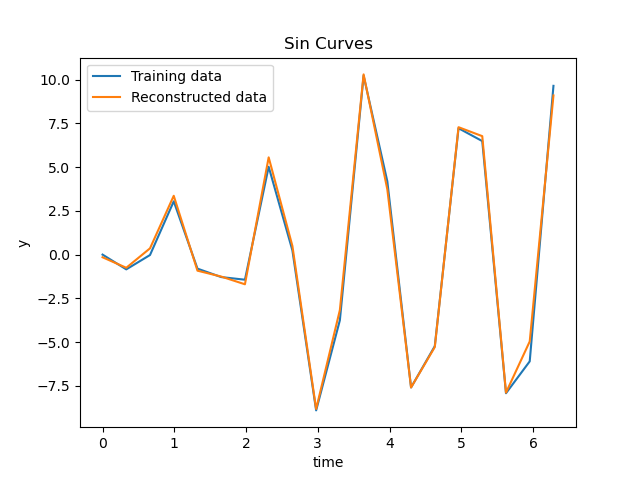 Sin Curves
Training data
Reconstructed data
10.0
7.5
5.0
2.5
0.0
−2.5
−5.0
−7.5
y
0 1 2 3 4 5 6
time